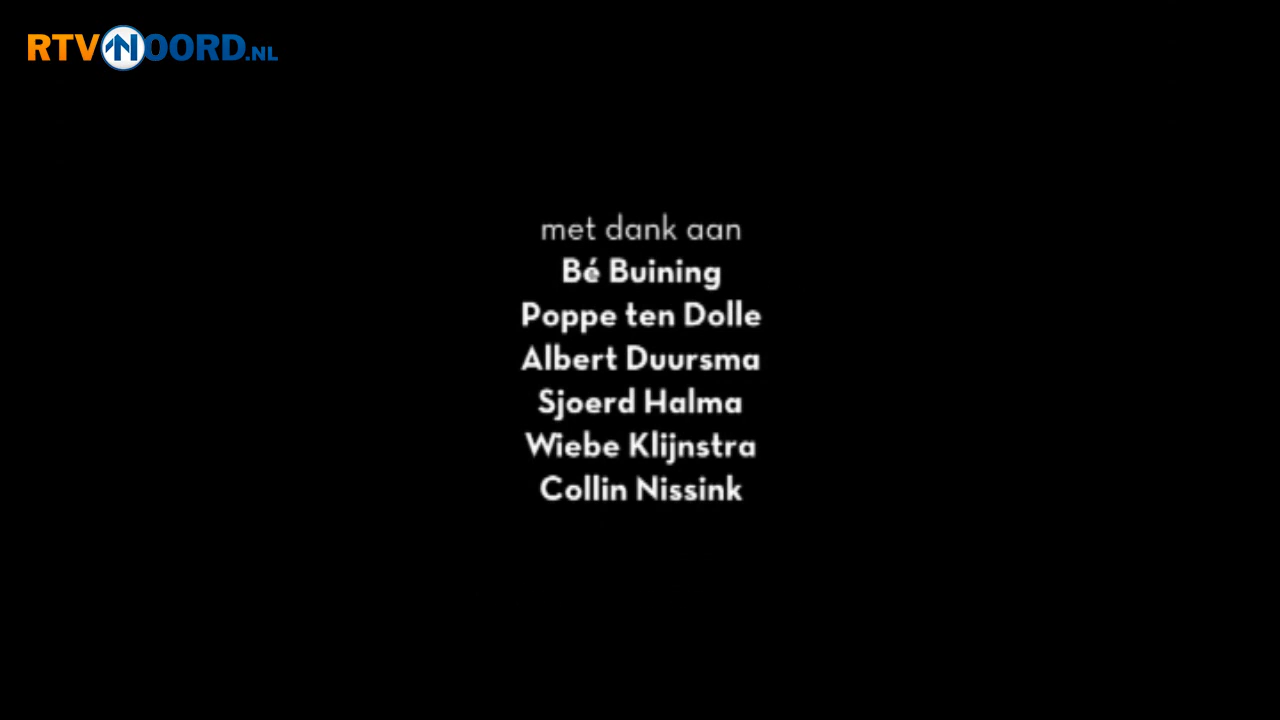 RTVNOORD.NL
met dank aan
Bé Buining
Poppe ten Dolle
Albert Duursma
Sjoerd Halma
Wiebe Klijnstra
Collin Nissink